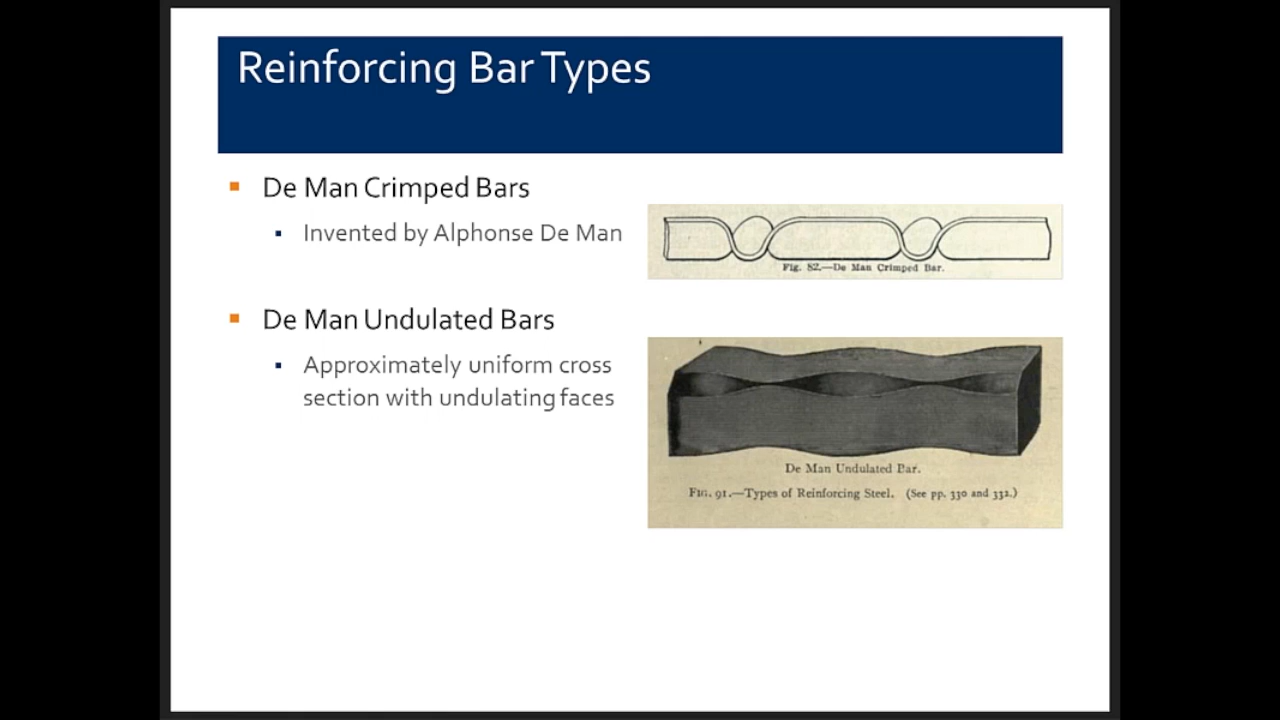 Reinforcing Bar Types
De Man Crimped Bars
Invented by Alphonse De Man
Fig. 82.—De Man Crimped Bar.
De Man Undulated Bars
Approximately uniform cross
section with undulating faces
De Man Undulated Bar.
Fig. 91.—Types of Reinforcing Steel. (See pp. 330 and 332.)